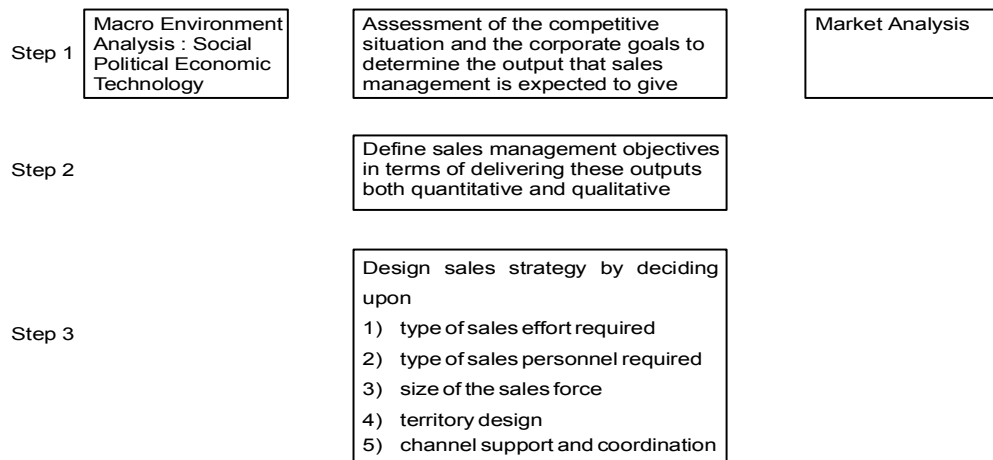 Step 1
Macro Environment
Analysis : Social
Political Economic
Technology
Assessment of the competitive
situation and the corporate goals to
determine the output that sales
management is expected to give
Market Analysis
Step 2
Define sales management objectives
in terms of delivering these outputs
both quantitative and qualitative
Step 3
Design sales strategy by deciding
upon
1) type of sales effort required
2) type of sales personnel required
3) size of the sales force
4) territory design
5) channel support and coordination